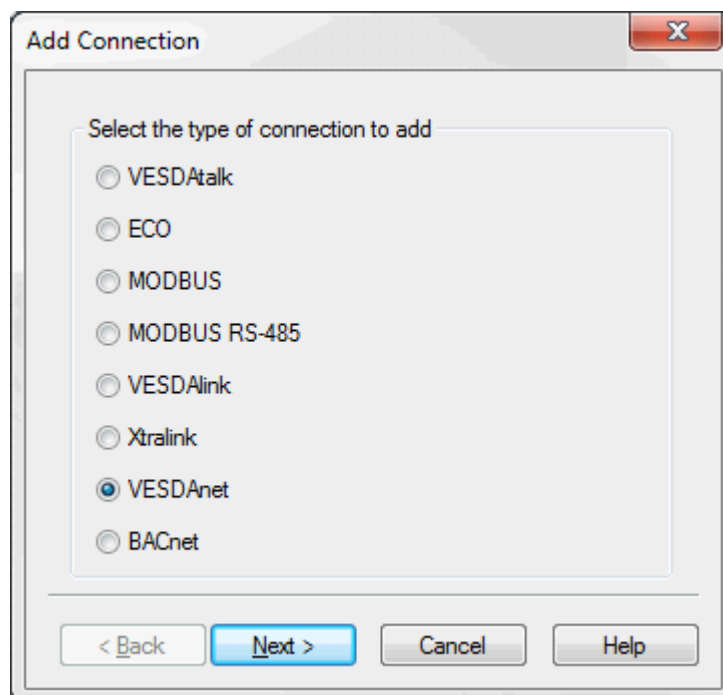 Add Connection
Select the type of connection to add
VESDAtalk
ECO
MODBUS
MODBUS RS-485
VESDAlink
Xtralink
VESDAnet
BACnet
< Back Next > Cancel Help